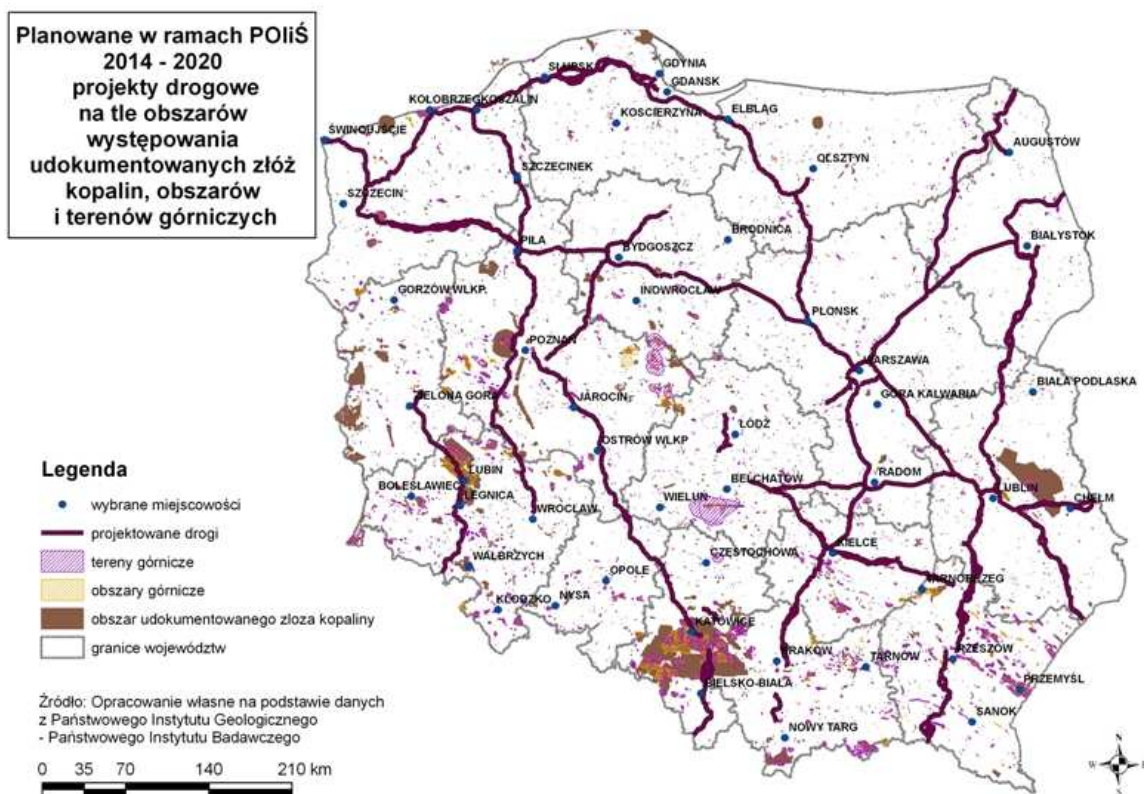 Planowane w ramach POIiŚ
2014 - 2020
projekty drogowe
na tle obszarów
występowania
udokumentowanych złóż
kopalin, obszarów
i terenów górniczych
GDYNIA
SŁUPSK
GDAŃSK
KOŁOBRZEG
KOSZALIN
KOSCIERZYNA
ELBLĄG
ŚWINOUJŚCIE
AUGUSTÓW
OLSZTYN
SZCZECINEK
SZCZECIN
BRODNICA
BIAŁYSTOK
PIŁA
BYDGOSZCZ
GORZÓW WLKP.
INOWROCŁAW
PLONSK
POZNAŃ
WARSZAWA
BIAŁA PODLASKA
ZIELONA GÓRA
JAROCIN
GÓRA KALWARIA
ŁÓDŹ
OSTRÓW WLKP
LUBIN
BEŁCHATÓW
RADOM
BOLESŁAWIEC
LEGNICA
WIELUŃ
LUBLIN
CHEŁM
WROCŁAW
KIELCE
WAŁBRZYCH
CZĘSTOCHOWA
OPOLE
TARNOBRZEG
KŁODZKO
NYSA
KATOWICE
KRAKÓW
TARNÓW
RZESZÓW
BIELSKO-BIAŁA
PRZEMYŚL
SANOK
NOWY TARG
Legenda
wybrane miejscowości
projektowane drogi
tereny górnicze
obszary górnicze
obszar udokumentowanego zloza kopaliny
granice województw
Źródło: Opracowanie własne na podstawie danych
z Państwowego Instytutu Geologicznego
- Państwowego Instytutu Badawczego
0 35 70 140 210 km
N
W E
S